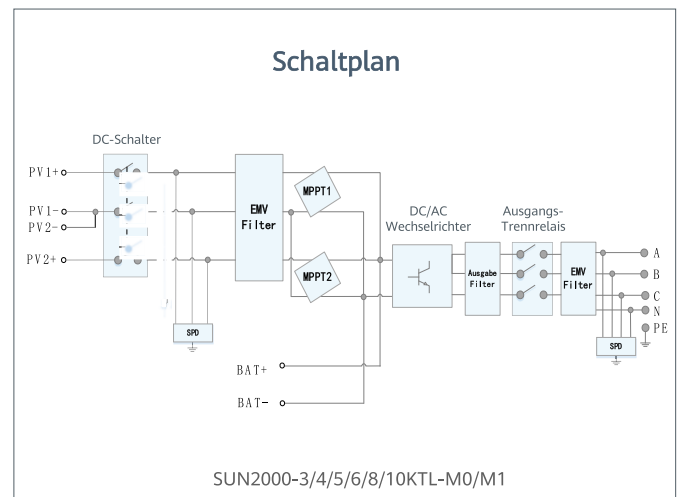 Schaltplan
DC-Schalter
PV1+
PV1-
PV2-
PV2+
EMV
Filter
MPPT1
MPPT2
DC/AC
Wechselrichter
Ausgabe
Filter
Ausgangs-
Trennrelais
EMV
Filter
A
B
C
N
PE
SPD
SPD
BAT+
BAT-
SUN2000-3/4/5/6/8/10KTL-M0/M1